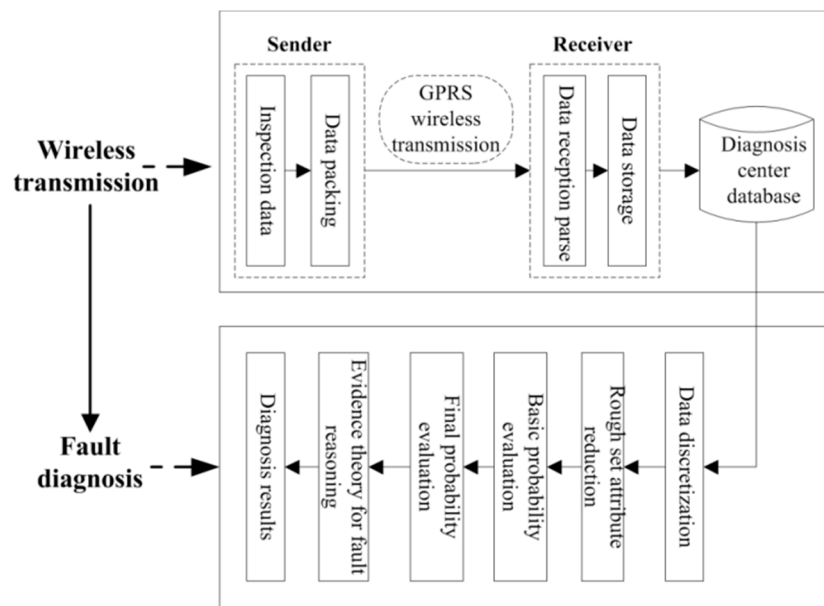 Sender
Receiver
Inspection data
Data packing
GPRS
wireless
transmission
Data reception parse
Data storage
Diagnosis
center
database
Wireless
transmission
Fault
diagnosis
Diagnosis results
Evidence theory for fault
reasoning
Final probability
evaluation
Basic probability
evaluation
Rough set attribute
reduction
Data discretization